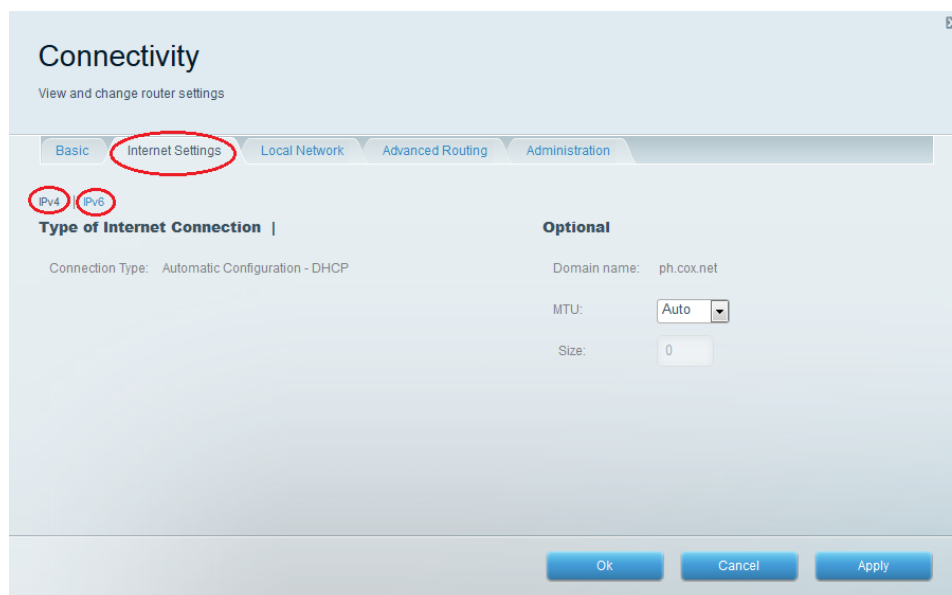 Connectivity
View and change router settings
Basic Internet Settings Local Network Advanced Routing Administration
IPv4 | IPv6
Type of Internet Connection | Optional
Connection Type: Automatic Configuration - DHCP Domain name: ph.cox.net
MTU: Auto
Size: 0
Ok Cancel Apply